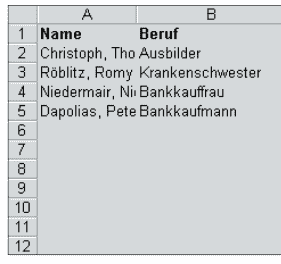 A B
1 Name Beruf
2 Christoph, Tho Ausbilder
3 Röblitz, Romy Krankenschwester
4 Niedermair, Ni Bankkauffrau
5 Dapolias, Pete Bankkaufmann
6
7
8
9
10
11
12